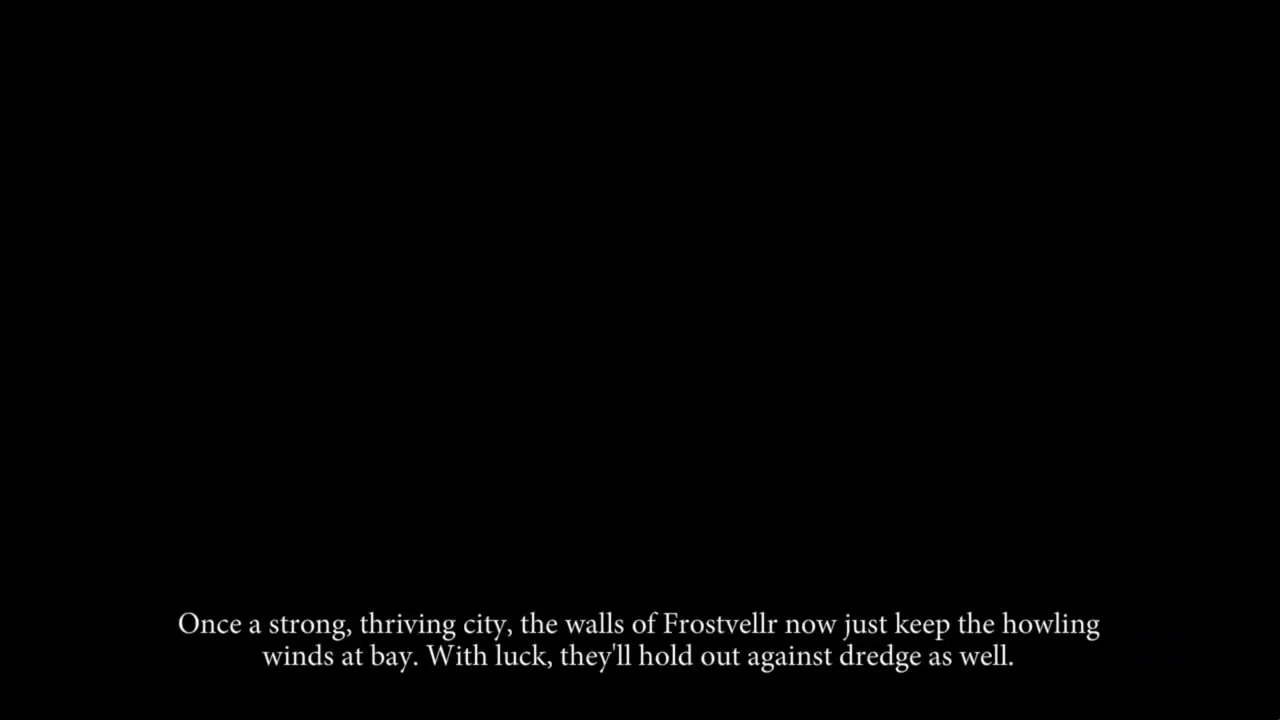 Once a strong, thriving city, the walls of Frostvellr now just keep the howling
winds at bay. With luck, they'll hold out against dredge as well.